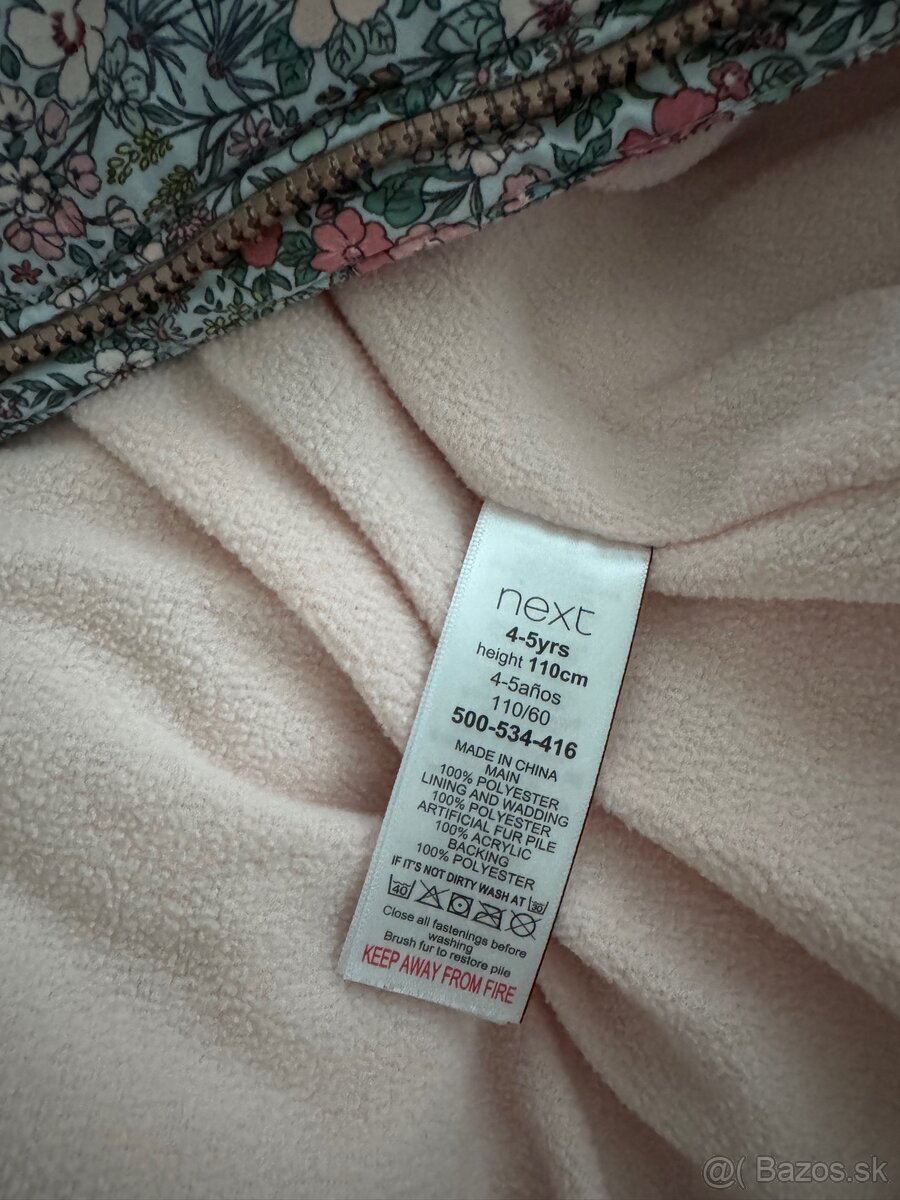 next
4-5yrs
height 110cm
4-5años
110/60
500-534-416
MADE IN CHINA
MAIN
100% POLYESTER
LINING AND WADDING
100% POLYESTER
ARTIFICIAL FUR PILE
100% ACRYLIC
BACKING
100% POLYESTER
IF IT'S NOT DIRTY WASH AT 30
40
Close all fastenings before
washing
Brush fur to restore pile
KEEP AWAY FROM FIRE
@( Bazos.sk